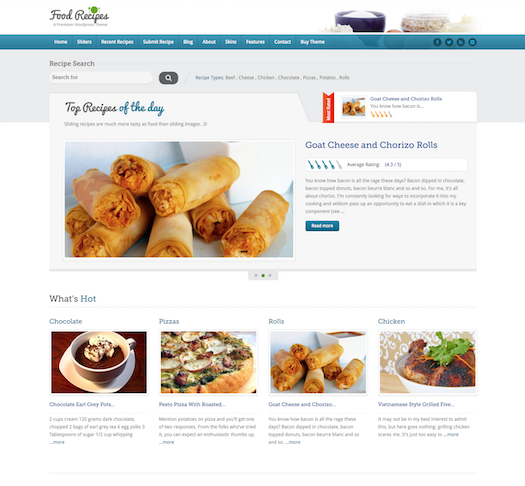 Food Recipes
A Premium Wordpress Theme
Home Sliders Recent Recipes Submit Recipe Blog About Skins Features Contact Buy Theme
Recipe Search
Search for
Recipe Types: Beef , Chicken , Chocolate , Pizzas , Potatos , Rolls
Top Recipes of the day
Sliding recipes are much more tasty as food than sliding images. :D
Goat Cheese and Chorizo Rolls
You know how bacon is...
Goat Cheese and Chorizo Rolls
Average Rating: (4.3 / 5)
You know how bacon is all the rage these days? Bacon dipped in chocolate,
bacon topped donuts, bacon beurre blanc and so and so. For me, it's all
about chorizo. I'm constantly looking for ways to incorporate it into my
cooking and seldom pass up an opportunity to eat a dish in which it is a key
component (see ...
Read more
What's Hot
Chocolate
Pizzas
Rolls
Chicken
Chocolate Earl Grey Pots...
Pesto Pizza With Roasted...
Goat Cheese and Chorizo...
Vietnamese Style Grilled Free...
2 cups cream 120 grams dark chocolate,
chopped 2 bags of earl grey tea 6 egg yolks 3
Tablespoons of sugar 1/2 cup whipping
...more
Mention potatoes on pizza and you'll get one
of two responses. From the folks who've tried
it, you can expect an enthusiastic thumbs up.
...more
You know how bacon is all the rage these
days? Bacon dipped in chocolate, bacon
topped donuts, bacon beurre blanc and so
and so. ...more
It may not be in my best interest to admit
this, but here goes nothing: grilling chicken
scares me. It's just too easy to ...more